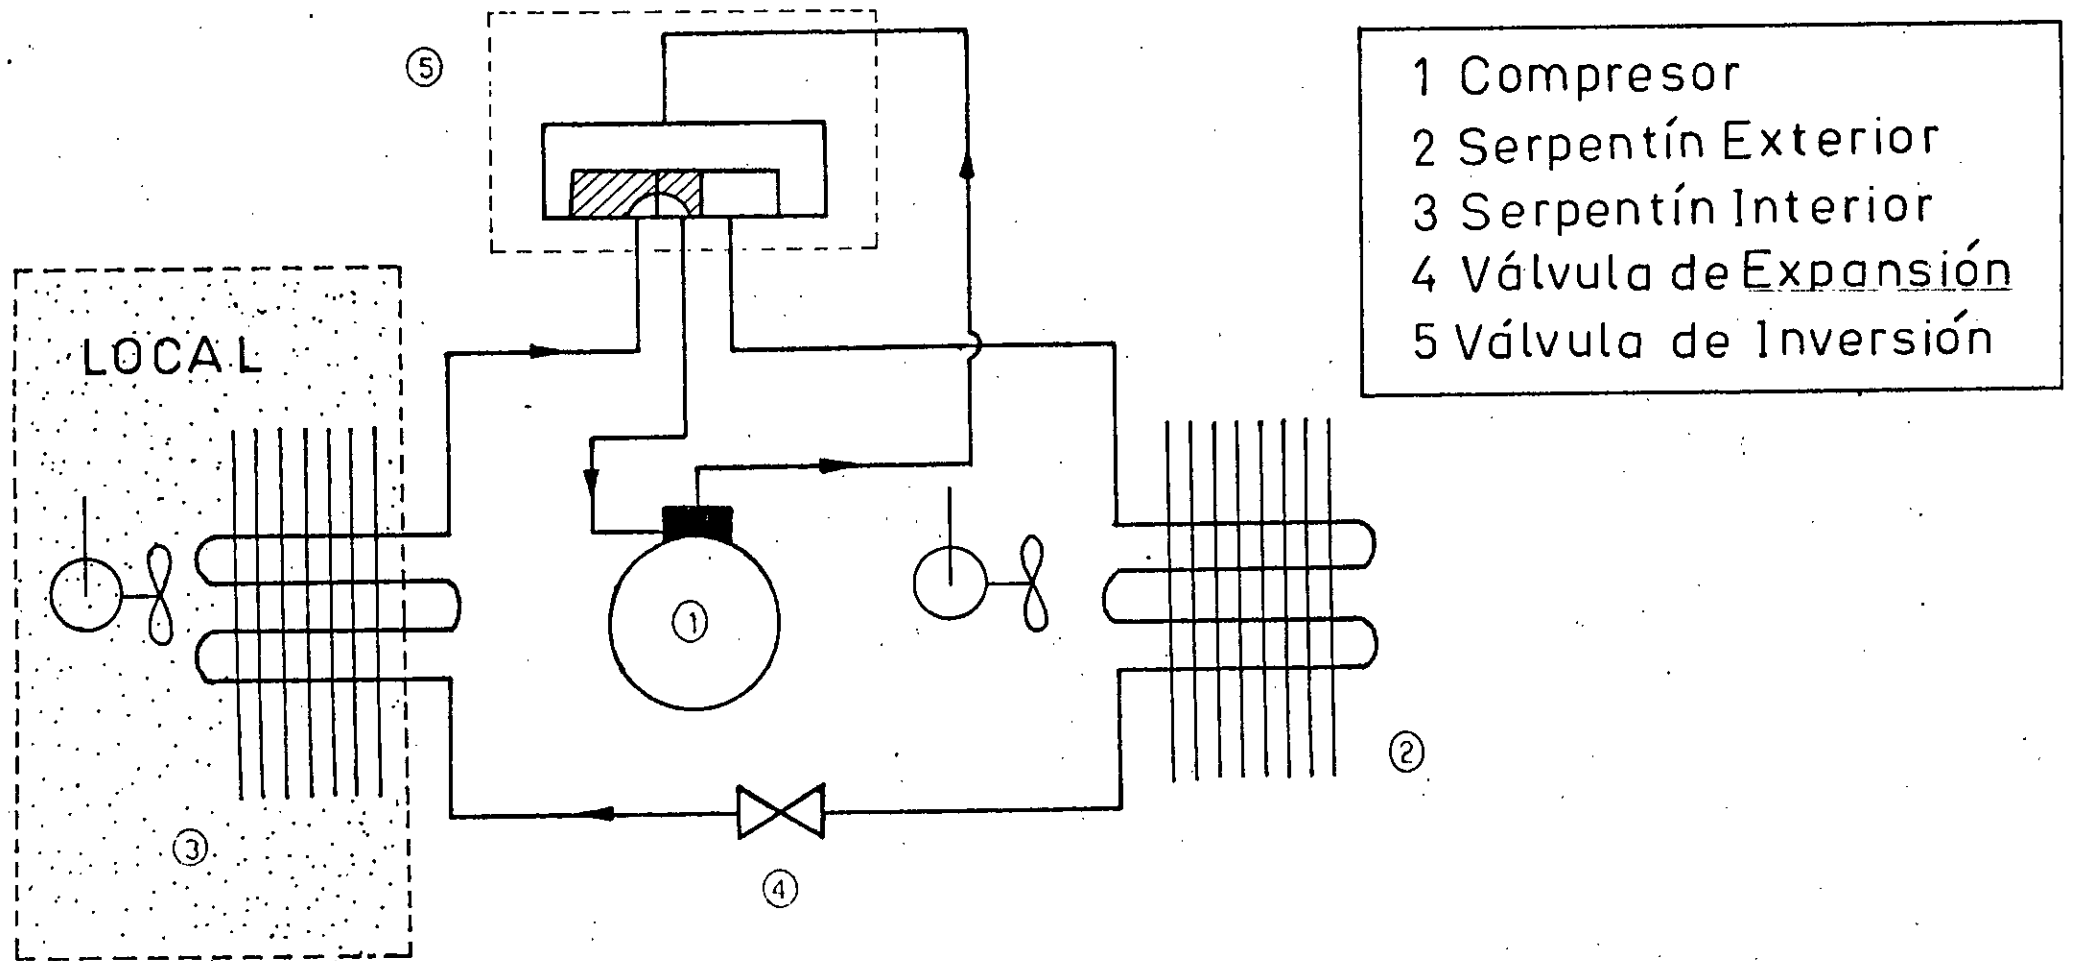 ⑤
1 Compresor
2 Serpentín Exterior
3 Serpentín Interior
4 Válvula de Expansión
5 Válvula de Inversión
LOCAL
①
②
③
④